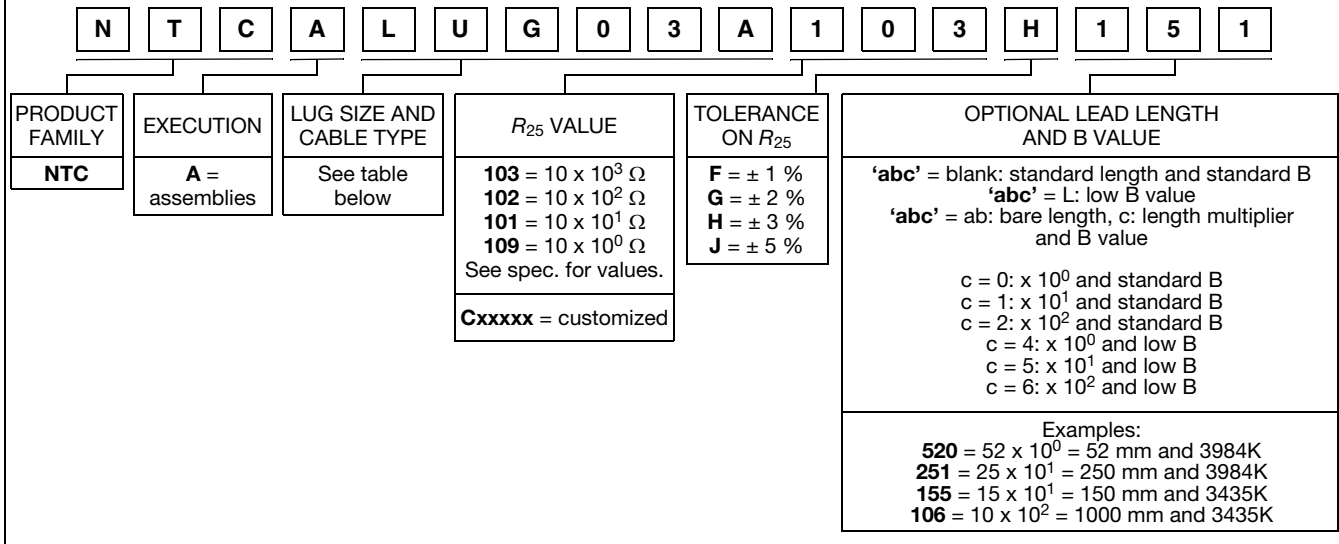 N T C A L U G 0 3 A 1 0 3 H 1 5 1
PRODUCT
FAMILY
NTC
EXECUTION
A =
assemblies
LUG SIZE AND
CABLE TYPE
See table
below
R25 VALUE
103 = 10 x 10³ Ω
102 = 10 x 10² Ω
101 = 10 x 10¹ Ω
109 = 10 x 10⁰ Ω
See spec. for values.
Cxxxxx = customized
TOLERANCE
ON R25
F = ± 1 %
G = ± 2 %
H = ± 3 %
J = ± 5 %
OPTIONAL LEAD LENGTH
AND B VALUE
‘abc’ = blank: standard length and standard B
‘abc’ = L: low B value
‘abc’ = ab: bare length, c: length multiplier
and B value
c = 0: x 10⁰ and standard B
c = 1: x 10¹ and standard B
c = 2: x 10² and standard B
c = 4: x 10⁰ and low B
c = 5: x 10¹ and low B
c = 6: x 10² and low B
Examples:
520 = 52 x 10⁰ = 52 mm and 3984K
251 = 25 x 10¹ = 250 mm and 3984K
155 = 15 x 10¹ = 150 mm and 3435K
106 = 10 x 10² = 1000 mm and 3435K